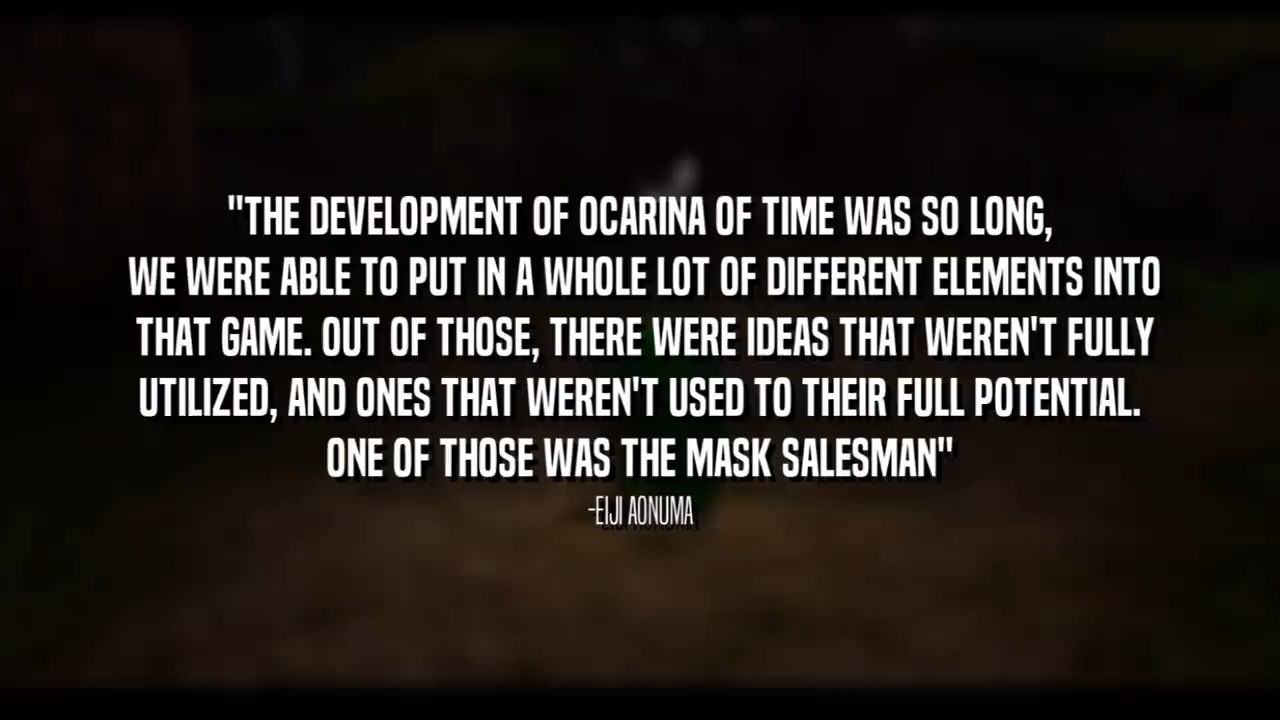 "THE DEVELOPMENT OF OCARINA OF TIME WAS SO LONG,
WE WERE ABLE TO PUT IN A WHOLE LOT OF DIFFERENT ELEMENTS INTO
THAT GAME. OUT OF THOSE, THERE WERE IDEAS THAT WEREN'T FULLY
UTILIZED, AND ONES THAT WEREN'T USED TO THEIR FULL POTENTIAL.
ONE OF THOSE WAS THE MASK SALESMAN"
-EIJI AONUMA